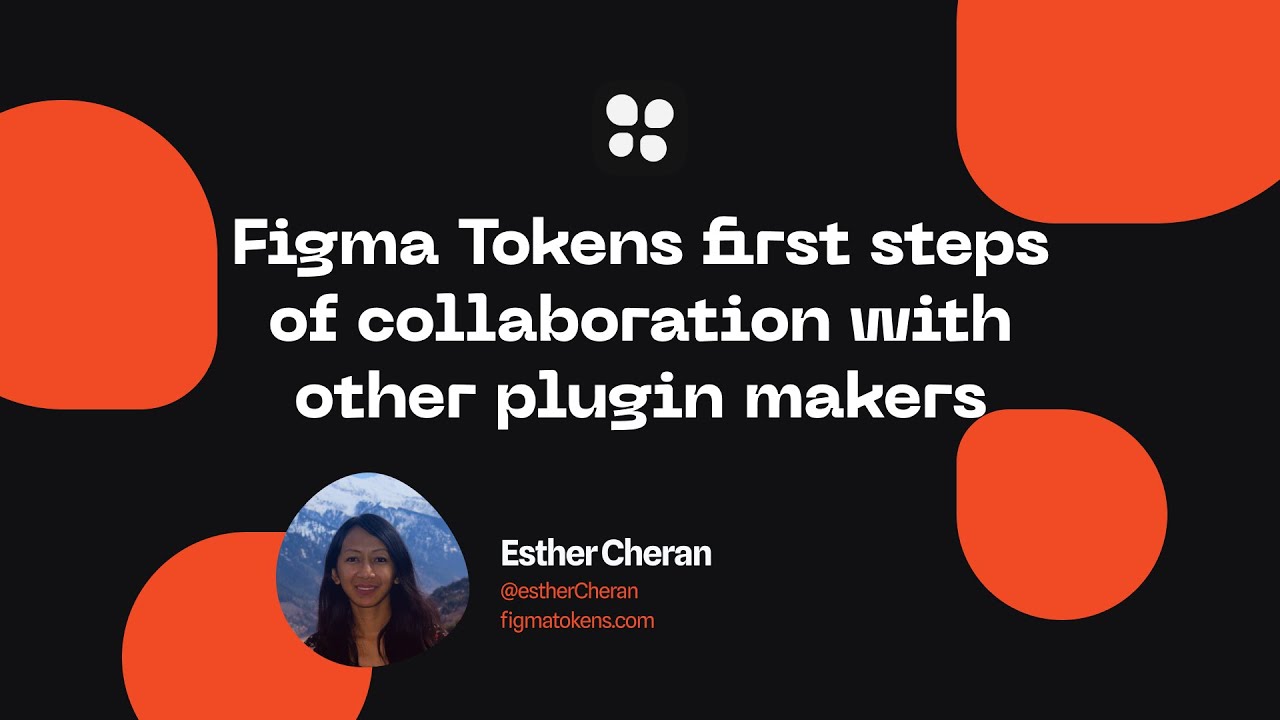 Figma Tokens first steps
of collaboration with
other plugin makers
Esther Cheran
@estherCheran
figmatokens.com